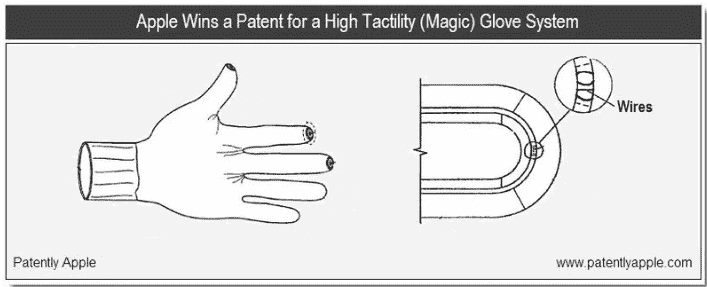 Apple Wins a Patent for a High Tactility (Magic) Glove System
Wires
Patently Apple
www.patentlyapple.com